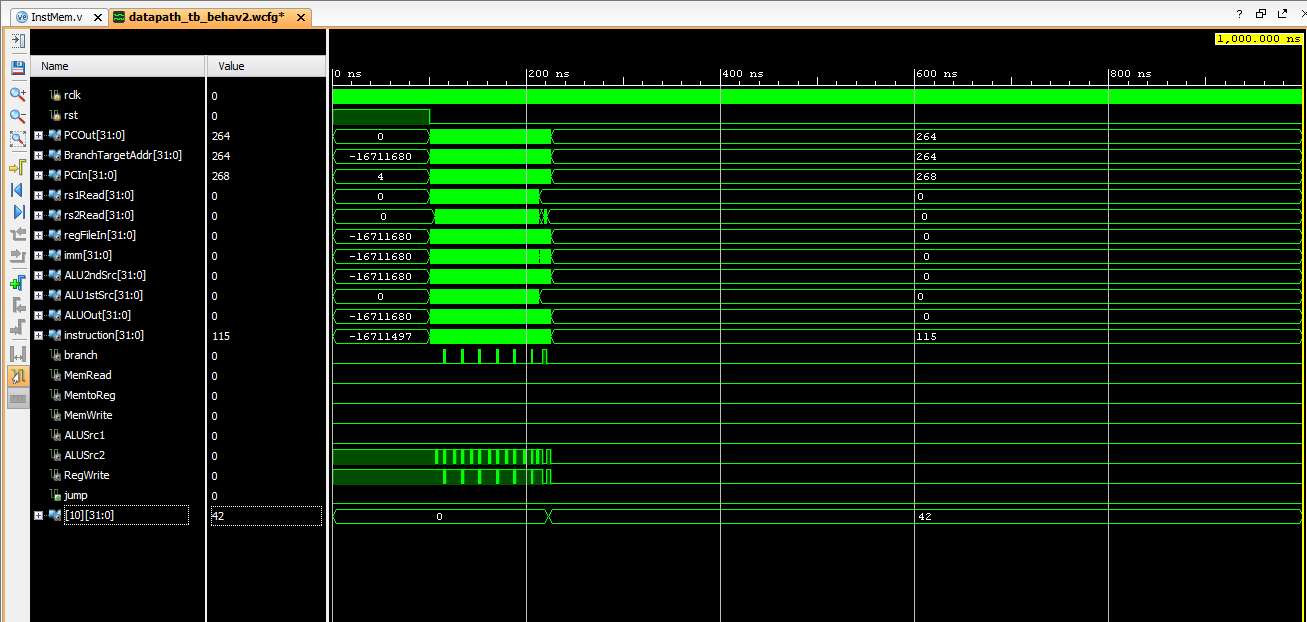 InstMem.v × datapath_tb_behav2.wcfg* × ?
1,000.000 ns
Name Value 0 ns 200 ns 400 ns 600 ns 800 ns
rclk 0
rst 0
PCOut[31:0] 264 0 264
BranchTargetAddr[31:0] 264 -16711680 264
PCIn[31:0] 268 4 268
rs1Read[31:0] 0 0 0
rs2Read[31:0] 0 0 0
regFileIn[31:0] 0 -16711680 0
imm[31:0] 0 -16711680 0
ALU2ndSrc[31:0] 0 -16711680 0
ALU1stSrc[31:0] 0 0 0
ALUOut[31:0] 0 -16711680 0
instruction[31:0] 115 -16711497 115
branch 0
MemRead 0
MemtoReg 0
MemWrite 0
ALUSrc1 0
ALUSrc2 0
RegWrite 0
jump 0
[10][31:0] 42 0 42